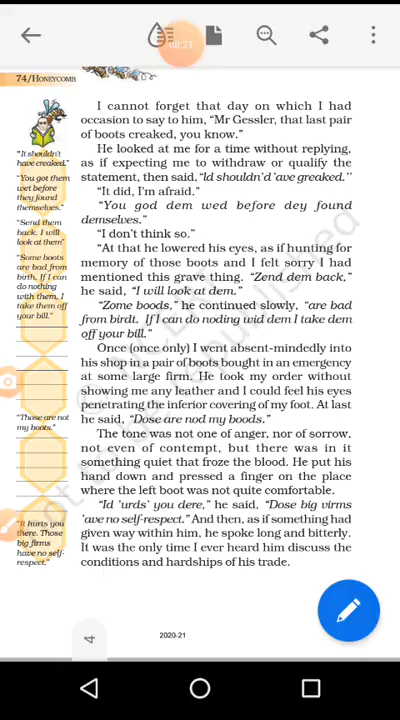 08:21
74/HONEYCOMB
I cannot forget that day on which I had
occasion to say to him, “Mr Gessler, that last pair
of boots creaked, you know.”
He looked at me for a time without replying,
as if expecting me to withdraw or qualify the
statement, then said, “Id shouldn'd 'ave greaked.''
“It did, I'm afraid.”
“You god dem wed before dey found
demselves.”
“I don't think so.”
“At that he lowered his eyes, as if hunting for
memory of those boots and I felt sorry I had
mentioned this grave thing. “Zend dem back,”
he said, “I will look at dem.”
“Zome boods,” he continued slowly, “are bad
from birdt. If I can do noding wid dem I take dem
off your bill.”
Once (once only) I went absent-mindedly into
his shop in a pair of boots bought in an emergency
at some large firm. He took my order without
showing me any leather and I could feel his eyes
penetrating the inferior covering of my foot. At last
he said, “Dose are nod my boods.”
The tone was not one of anger, nor of sorrow,
not even of contempt, but there was in it
something quiet that froze the blood. He put his
hand down and pressed a finger on the place
where the left boot was not quite comfortable.
“Id 'urds' you dere,” he said, “Dose big virms
'ave no self-respect.” And then, as if something had
given way within him, he spoke long and bitterly.
It was the only time I ever heard him discuss the
conditions and hardships of his trade.
“It shouldn't
have creaked.”
“You got them
wet before
they found
themselves.”
“Send them
back. I will
look at them”
“Some boots
are bad from
birth. If I can
do nothing
with them, I
take them off
your bill.”
“Those are not
my boots.”
“It hurts you
there. Those
big firms
have no self-
respect.”
4
2020-21